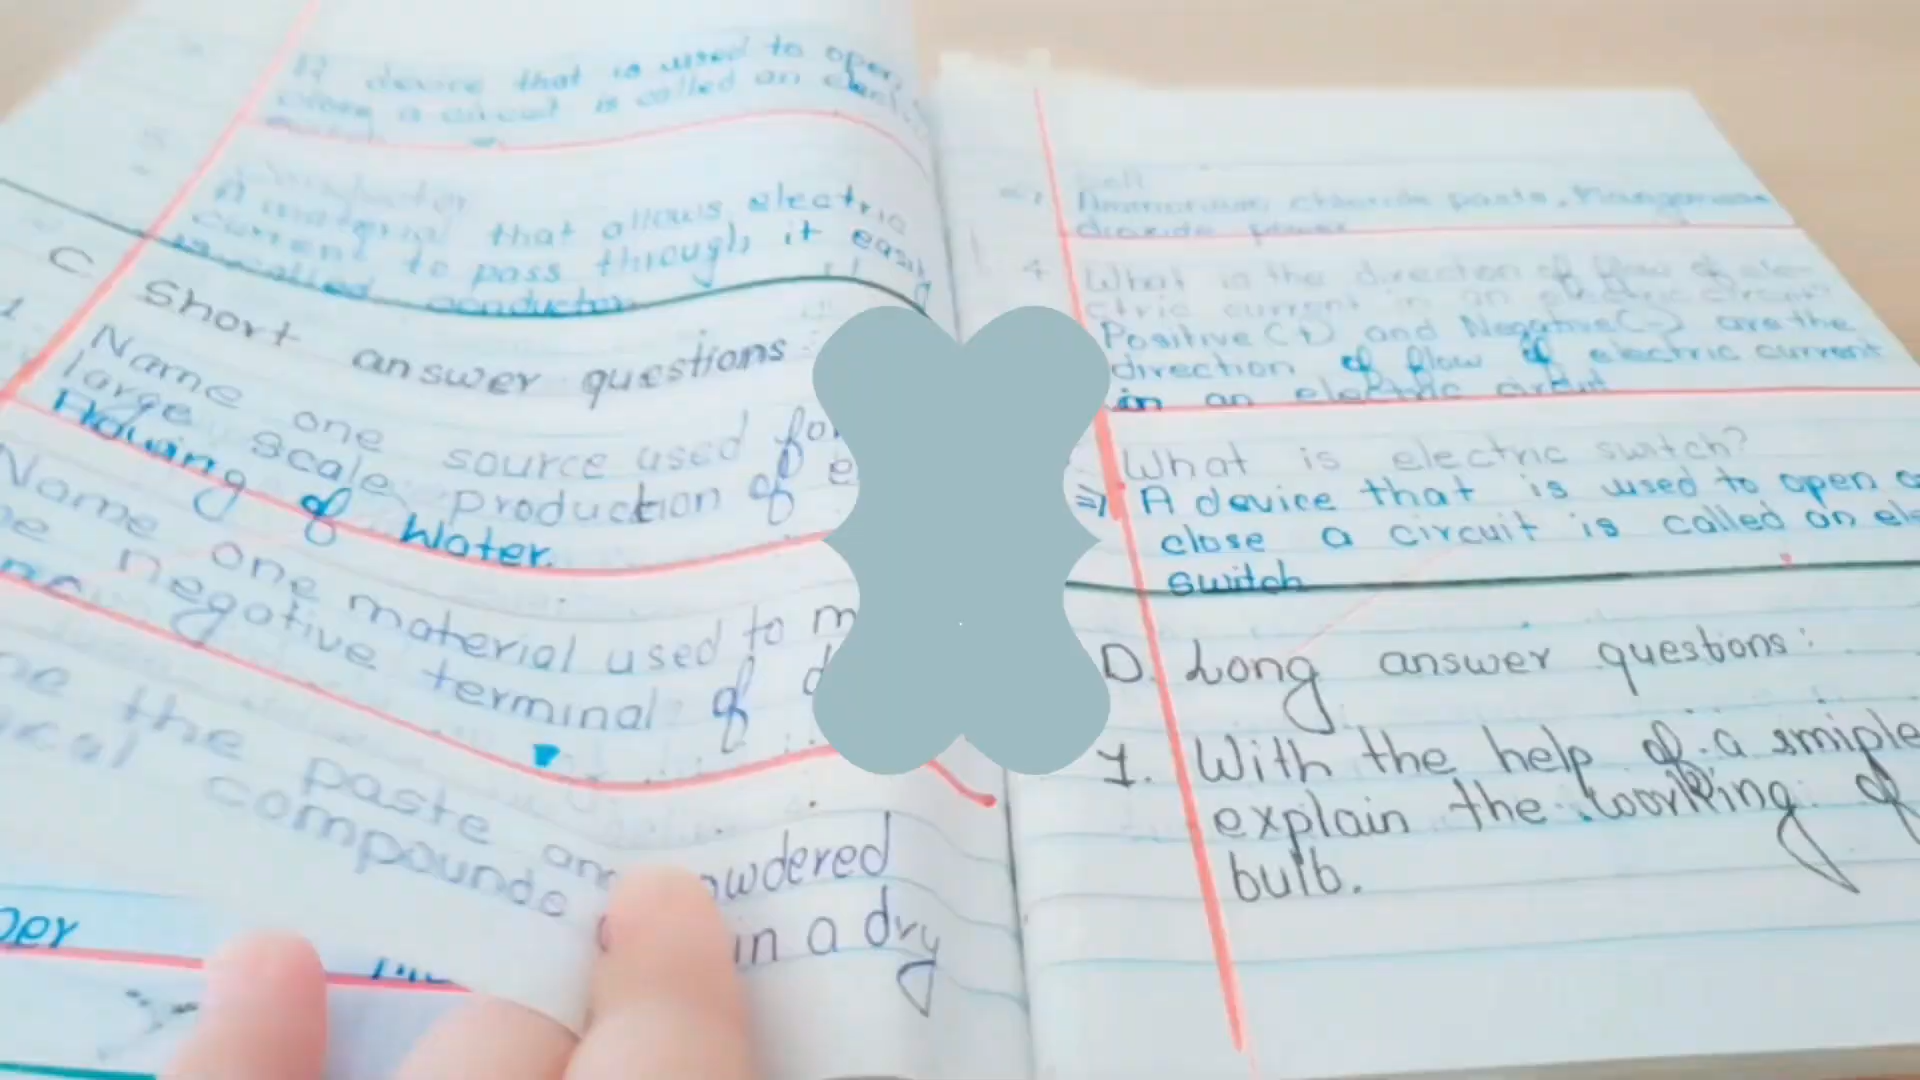 A device that is used to open
close a circuit is called an
A material that allows electric
current to pass through it easily
is called conductor
C Short answer questions
1. Name one source used for
large scale production of
Flowing of Water.
Name one material used to
negative terminal of
the paste and
compounds in a dry
per
cell
=> Ammonium chloride paste, Manganese
dioxide power
4. What is the direction of flow of ele-
ctric current in an electric circuit?
Positive (+) and Negative (-) are the
direction of flow of electric current
in an electric circuit
What is electric switch?
=> A device that is used to open
close a circuit is called an
switch
D. Long answer questions:
1. With the help of a smiple
explain the working of
bulb.